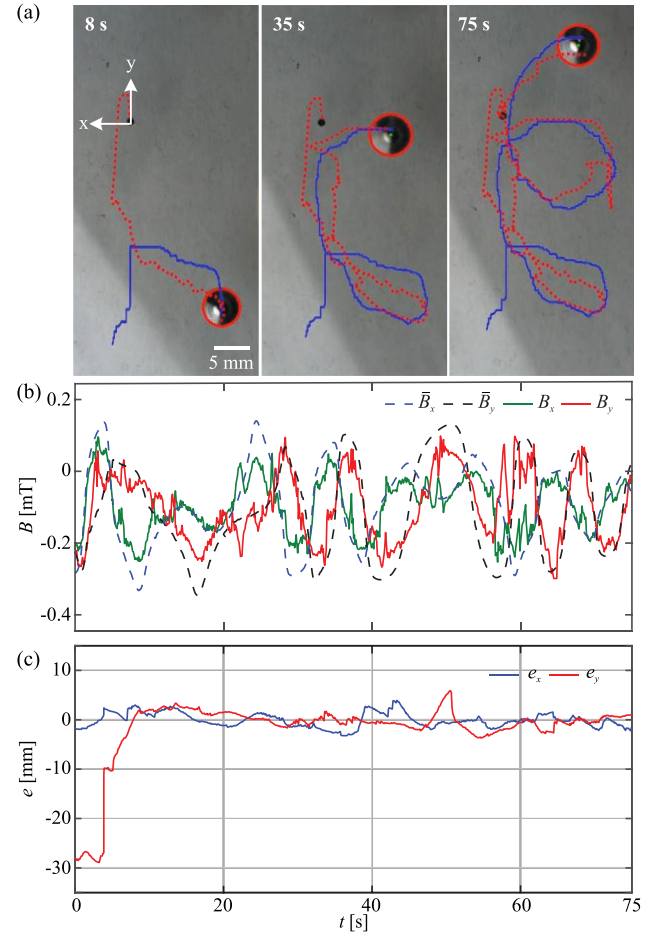 (a)
8 s 35 s 75 s
y
x
5 mm
(b)
0.2
B̅x B̅y Bx By
0
B [mT]
-0.2
-0.4
(c)
10
ex ey
0
e [mm]
-10
-20
-30
0 20 40 60 75
t [s]